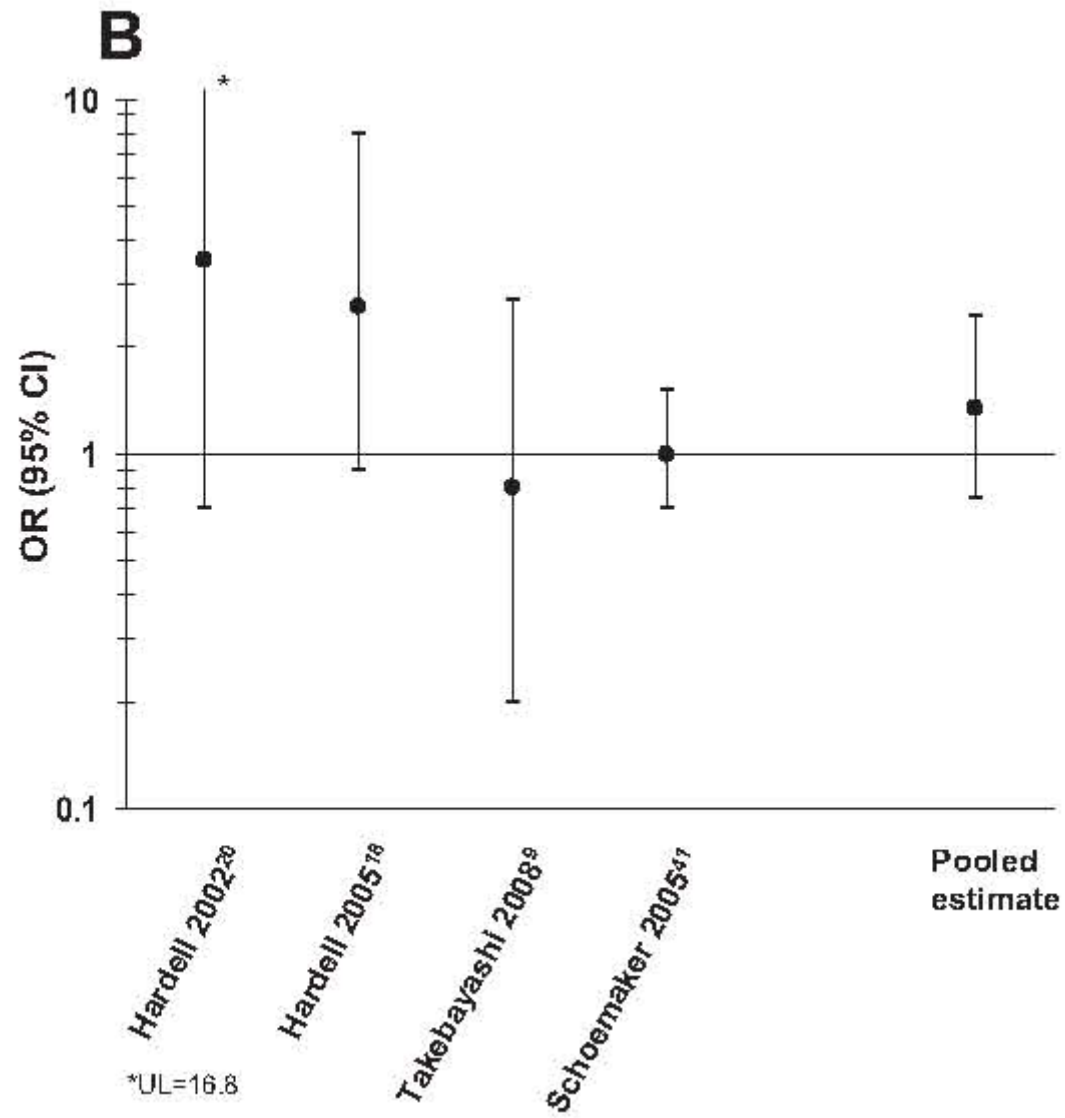 B
*
10
1
0.1
OR (95% CI)
Hardell 2002²⁰
Hardell 2005¹⁸
Takebayashi 2008⁹
Schoemaker 2005⁴¹
Pooled
estimate
*UL=16.8